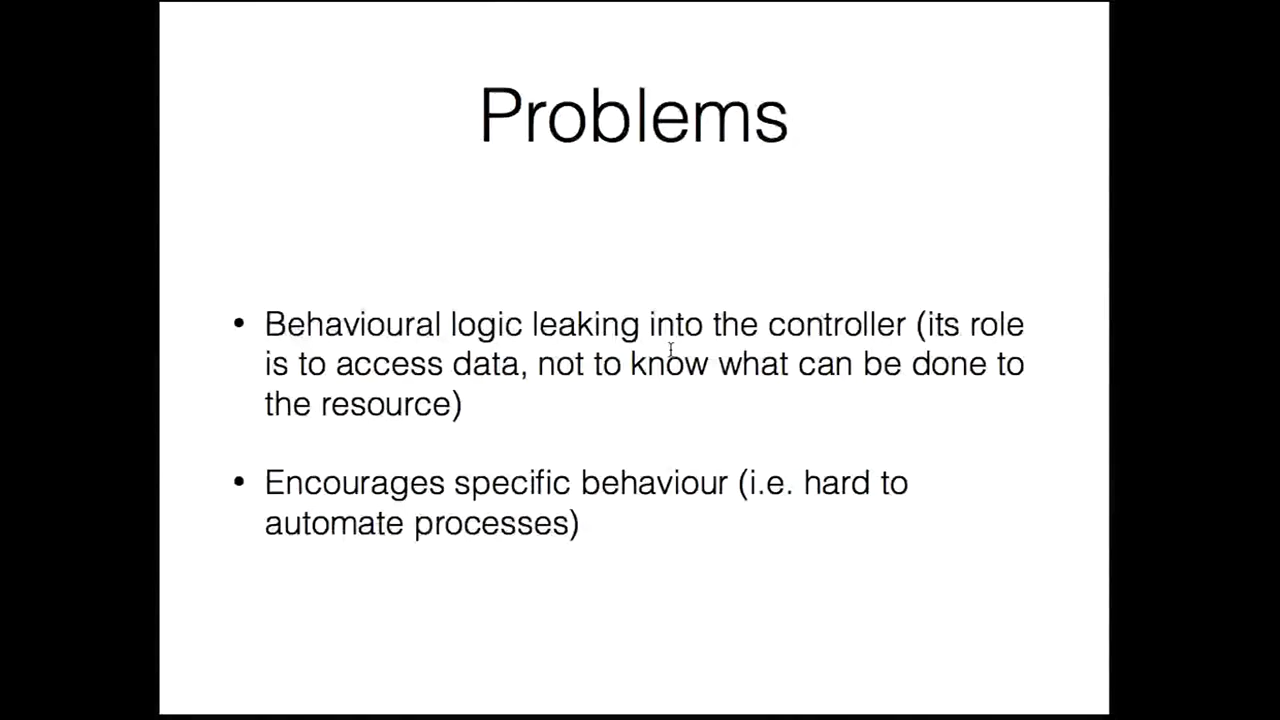 Problems
• Behavioural logic leaking into the controller (its role
is to access data, not to know what can be done to
the resource)
• Encourages specific behaviour (i.e. hard to
automate processes)